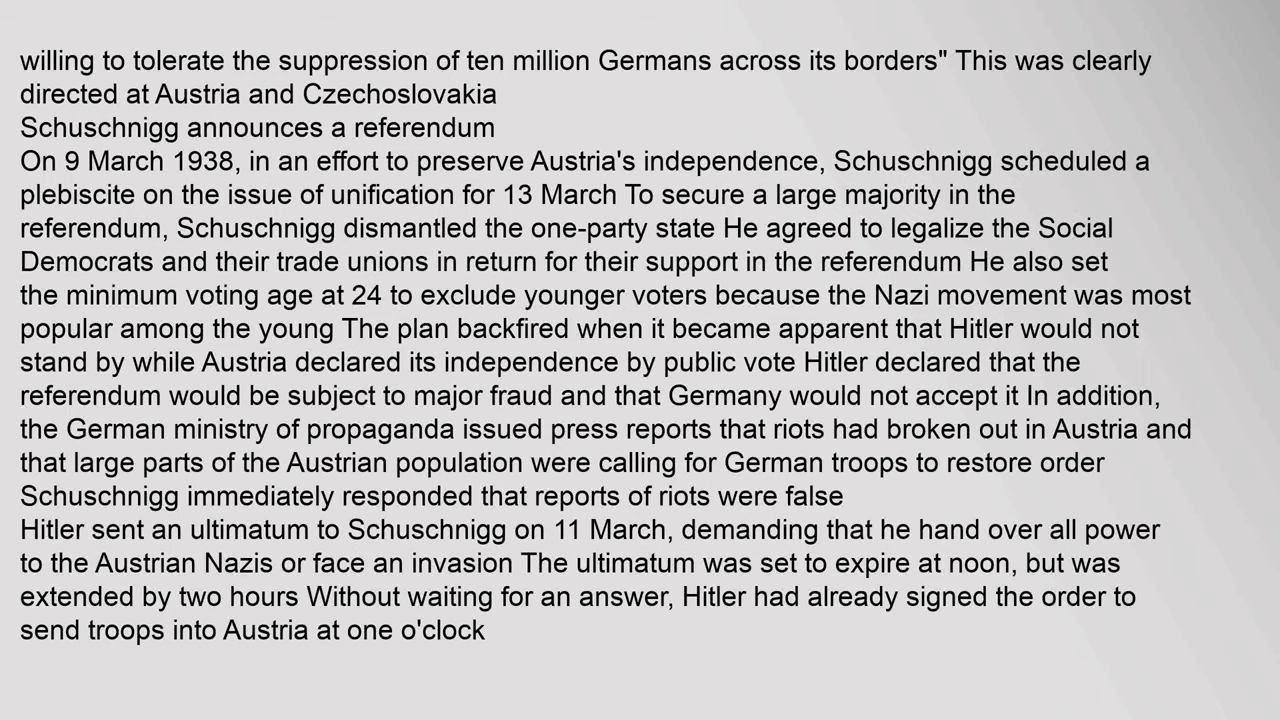 willing to tolerate the suppression of ten million Germans across its borders" This was clearly
directed at Austria and Czechoslovakia
Schuschnigg announces a referendum
On 9 March 1938, in an effort to preserve Austria's independence, Schuschnigg scheduled a
plebiscite on the issue of unification for 13 March To secure a large majority in the
referendum, Schuschnigg dismantled the one-party state He agreed to legalize the Social
Democrats and their trade unions in return for their support in the referendum He also set
the minimum voting age at 24 to exclude younger voters because the Nazi movement was most
popular among the young The plan backfired when it became apparent that Hitler would not
stand by while Austria declared its independence by public vote Hitler declared that the
referendum would be subject to major fraud and that Germany would not accept it In addition,
the German ministry of propaganda issued press reports that riots had broken out in Austria and
that large parts of the Austrian population were calling for German troops to restore order
Schuschnigg immediately responded that reports of riots were false
Hitler sent an ultimatum to Schuschnigg on 11 March, demanding that he hand over all power
to the Austrian Nazis or face an invasion The ultimatum was set to expire at noon, but was
extended by two hours Without waiting for an answer, Hitler had already signed the order to
send troops into Austria at one o'clock